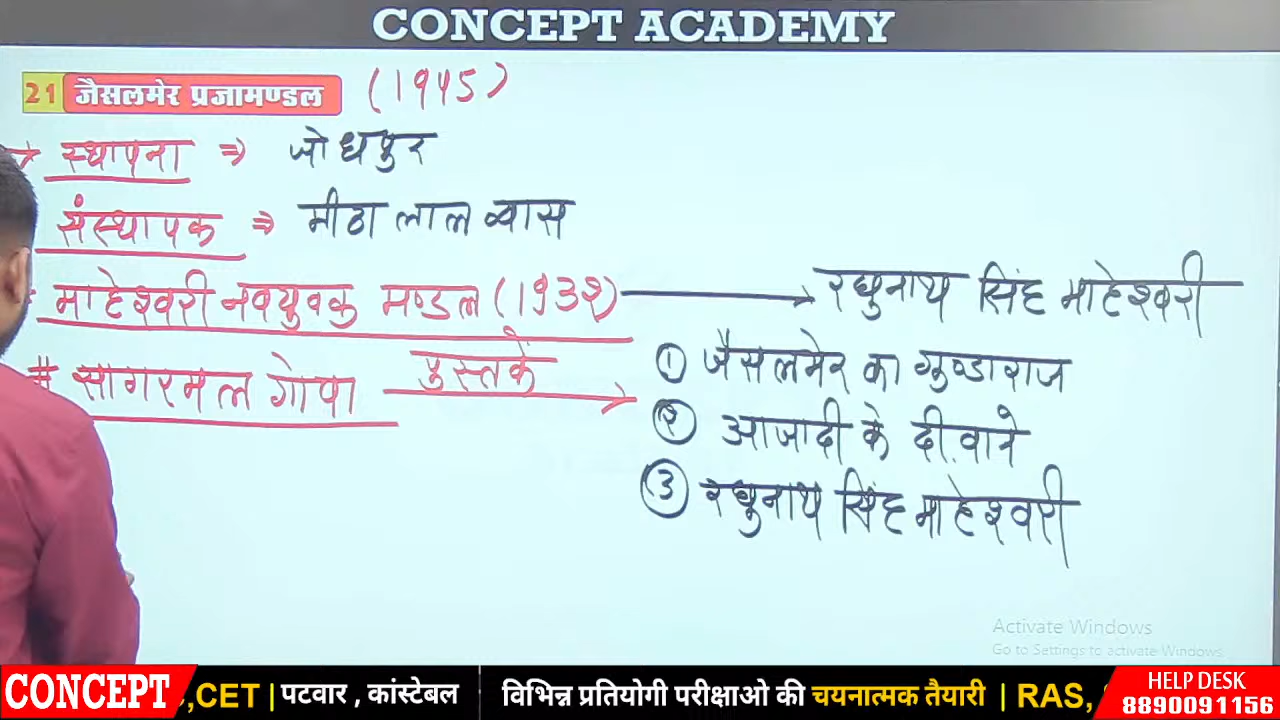 CONCEPT ACADEMY
21 जैसलमेर प्रजामण्डल (1945)
स्थापना ⇒ जोधपुर
संस्थापक ⇒ मीठा लाल व्यास
माहेश्वरी नवयुवक मण्डल (1932) → रघुनाथ सिंह माहेश्वरी
# सागरमल गोपा पुस्तकें →
① जैसलमेर का गुण्डाराज
② आजादी के दीवाने
③ रघुनाथ सिंह माहेश्वरी
Activate Windows
Go to Settings to activate Windows.
CONCEPT ,CET | पटवार , कांस्टेबल विभिन्न प्रतियोगी परीक्षाओ की चयनात्मक तैयारी | RAS, HELP DESK
8890091156